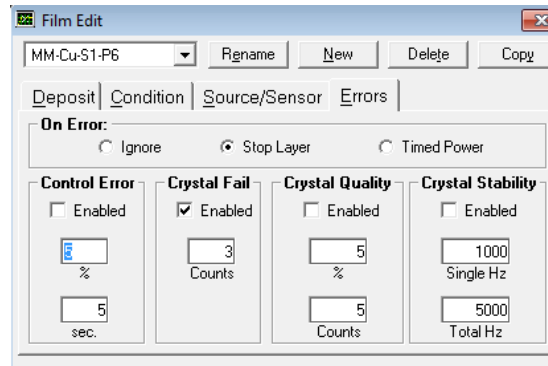 Film Edit
MM-Cu-S1-P6 Rename New Delete Copy
Deposit Condition Source/Sensor Errors
On Error:
Ignore Stop Layer Timed Power
Control Error Crystal Fail Crystal Quality Crystal Stability
Enabled Enabled Enabled Enabled
5 3 5 1000
% Counts % Single Hz
5 5 5000
sec. Counts Total Hz